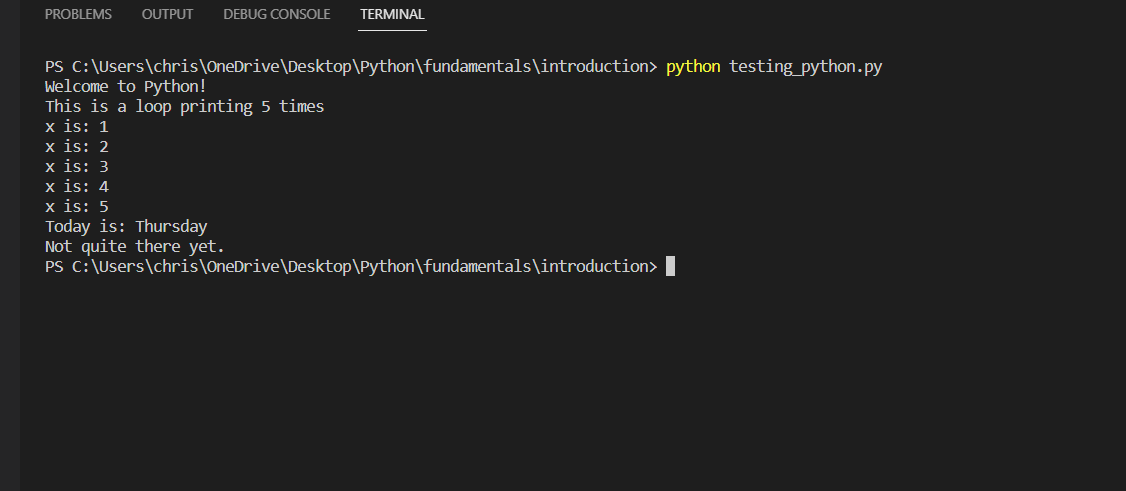 PROBLEMS OUTPUT DEBUG CONSOLE TERMINAL
PS C:\Users\chris\OneDrive\Desktop\Python\fundamentals\introduction> python testing_python.py
Welcome to Python!
This is a loop printing 5 times
x is: 1
x is: 2
x is: 3
x is: 4
x is: 5
Today is: Thursday
Not quite there yet.
PS C:\Users\chris\OneDrive\Desktop\Python\fundamentals\introduction>